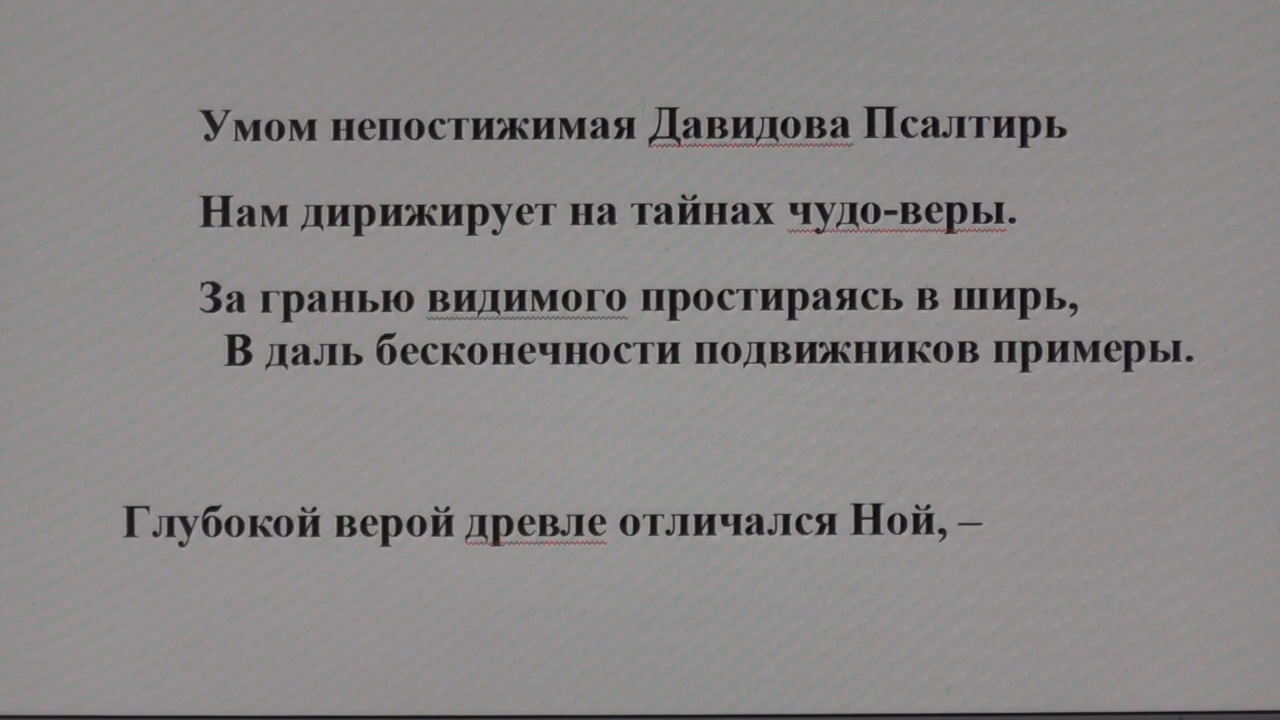 Умом непостижимая Давидова Псалтирь
Нам дирижирует на тайнах чудо-веры.
За гранью видимого простираясь в ширь,
В даль бесконечности подвижников примеры.
Глубокой верой древле отличался Ной, –